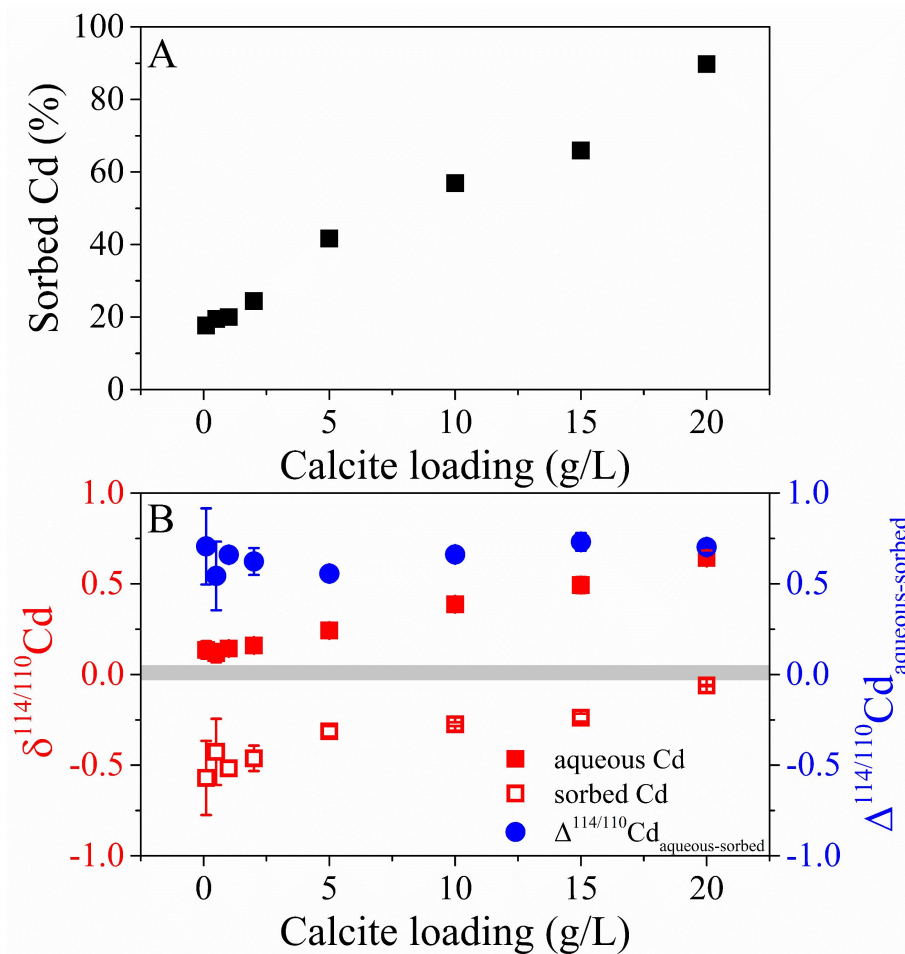 A
Sorbed Cd (%)
100
80
60
40
20
0
0 5 10 15 20
Calcite loading (g/L)
B
δ114/110Cd
1.0
0.5
0.0
-0.5
-1.0
aqueous Cd
sorbed Cd
Δ114/110Cdaqueous-sorbed
1.0
0.5
0.0
-0.5
-1.0
Δ114/110Cdaqueous-sorbed
0 5 10 15 20
Calcite loading (g/L)